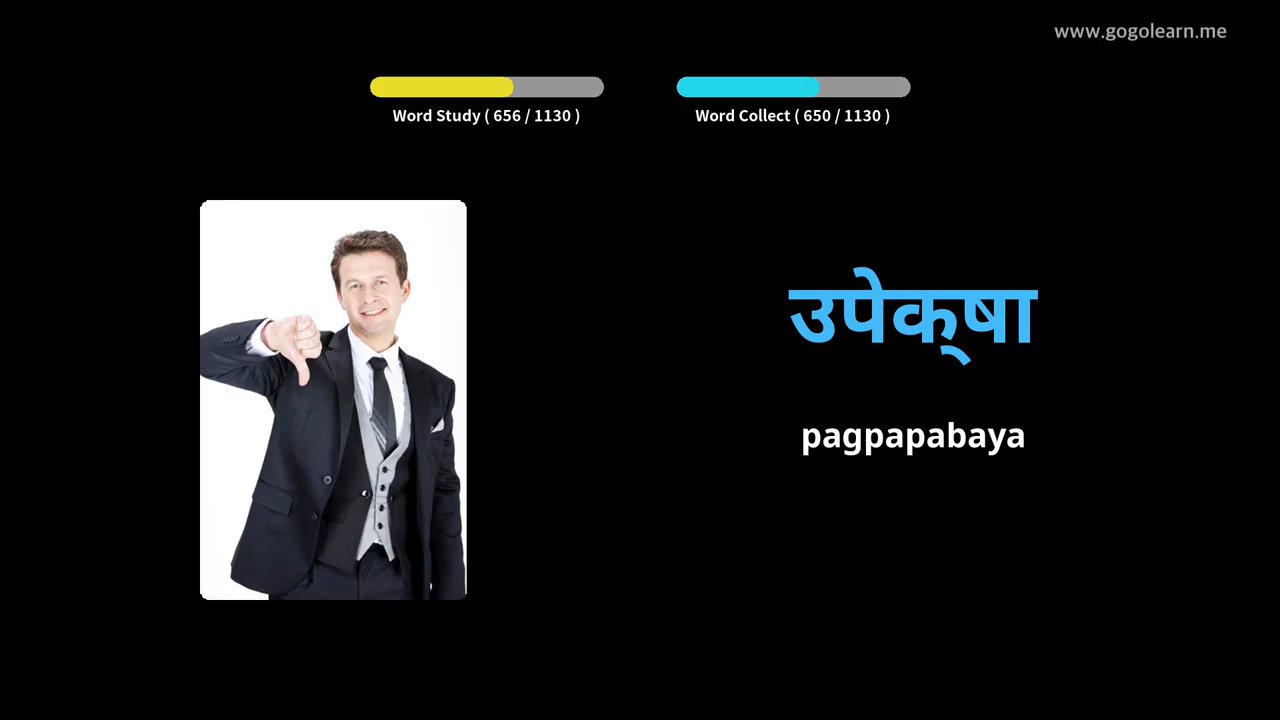 www.gogolearn.me
Word Study ( 656 / 1130 )
Word Collect ( 650 / 1130 )
उपेक्‌षा
pagpapabaya